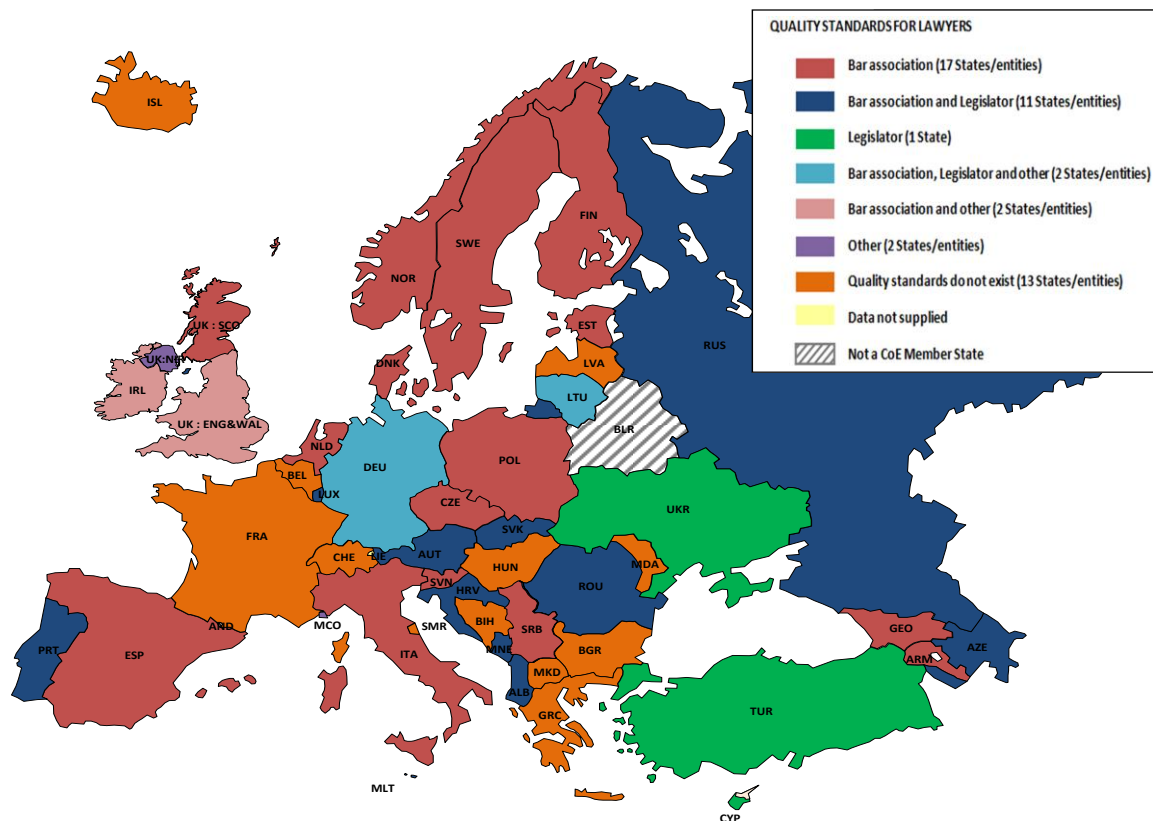 QUALITY STANDARDS FOR LAWYERS
Bar association (17 States/entities)
Bar association and Legislator (11 States/entities)
Legislator (1 State)
Bar association, Legislator and other (2 States/entities)
Bar association and other (2 States/entities)
Other (2 States/entities)
Quality standards do not exist (13 States/entities)
Data not supplied
Not a CoE Member State
ISL
FIN
SWE
NOR
UK : SCO
EST
RUS
UK:NIR
DNK
LVA
IRL
LTU
UK : ENG&WAL
BLR
NLD
POL
DEU
BEL
LUX
CZE
UKR
SVK
FRA
CHE
LIE
AUT
HUN
MDA
SVN
HRV
ROU
MCO
SMR
BIH
SRB
GEO
AND
PRT
ESP
ITA
MNE
BGR
AZE
ARM
MKD
ALB
GRC
TUR
MLT
CYP